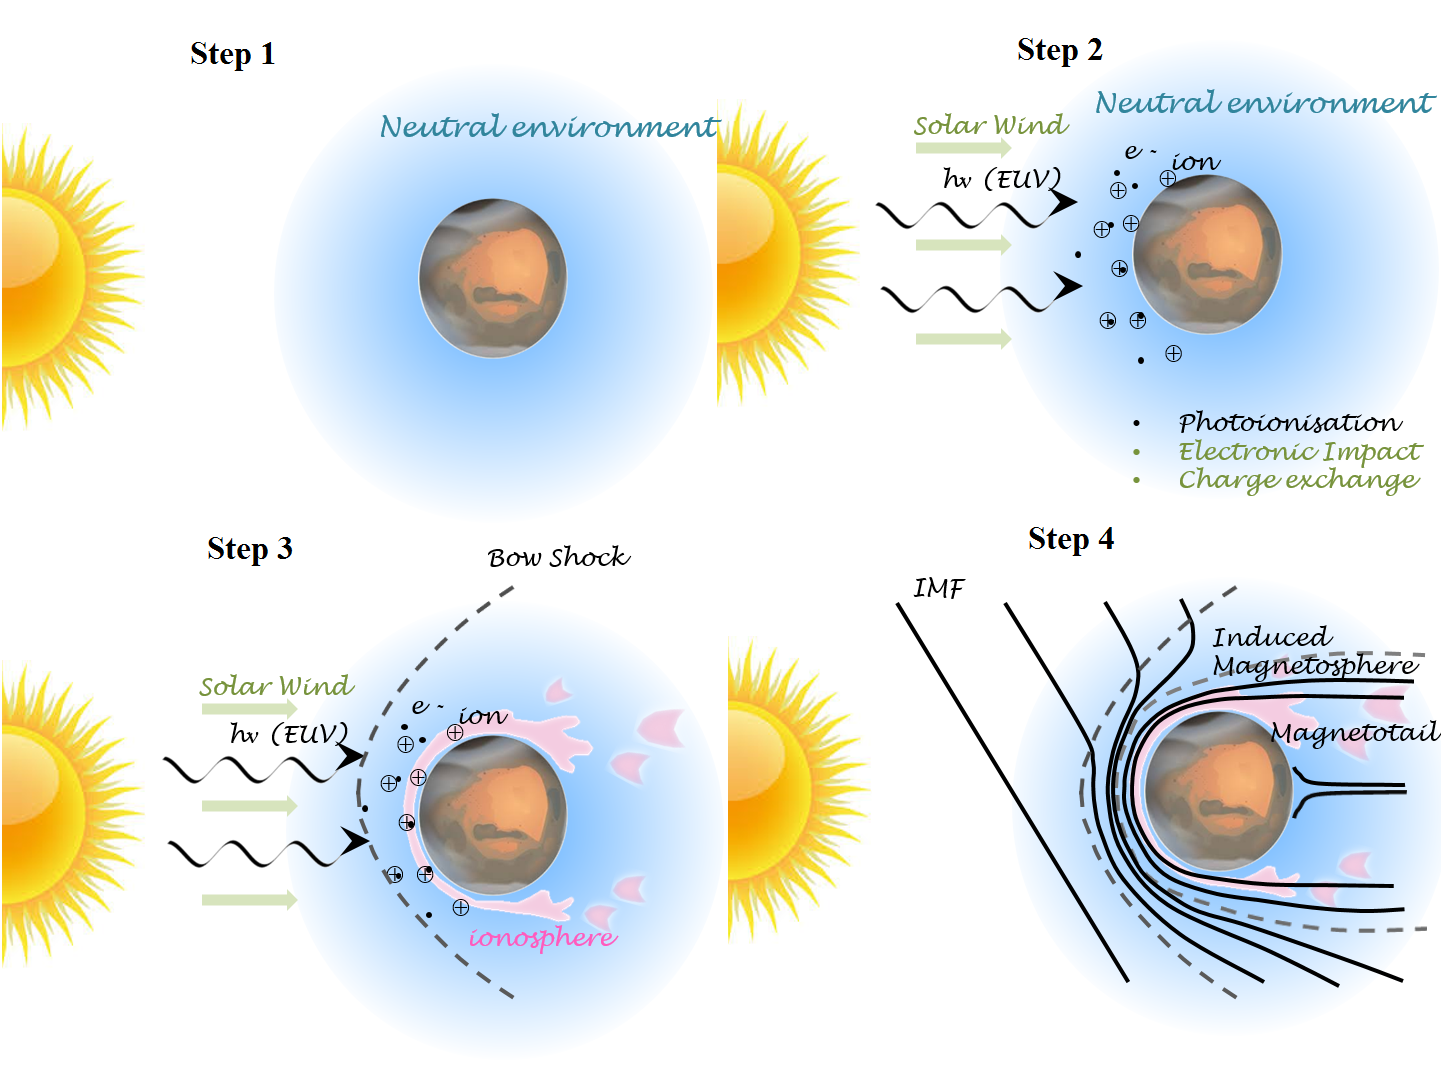 Step 1
Neutral environment
Step 2
Neutral environment
Solar Wind
e -
ion
hν (EUV)
• Photoionisation
• Electronic Impact
• Charge exchange
Step 3
Bow Shock
Solar Wind
e -
ion
hν (EUV)
ionosphere
Step 4
IMF
Induced
Magnetosphere
Magnetotail